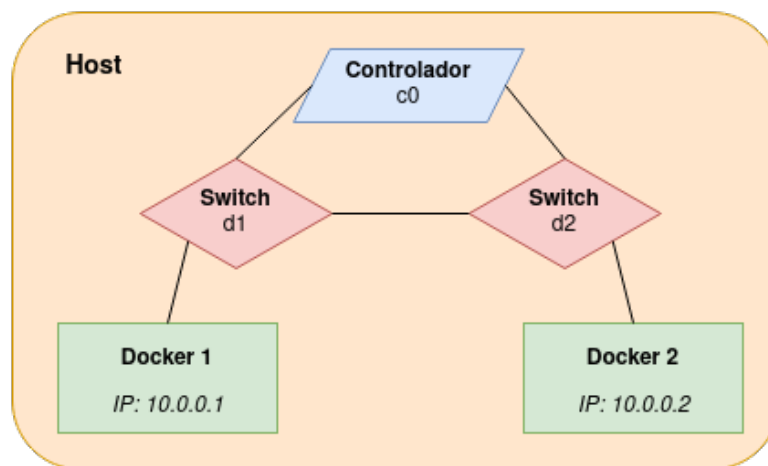 Host
Controlador
c0
Switch
d1
Switch
d2
Docker 1
IP: 10.0.0.1
Docker 2
IP: 10.0.0.2